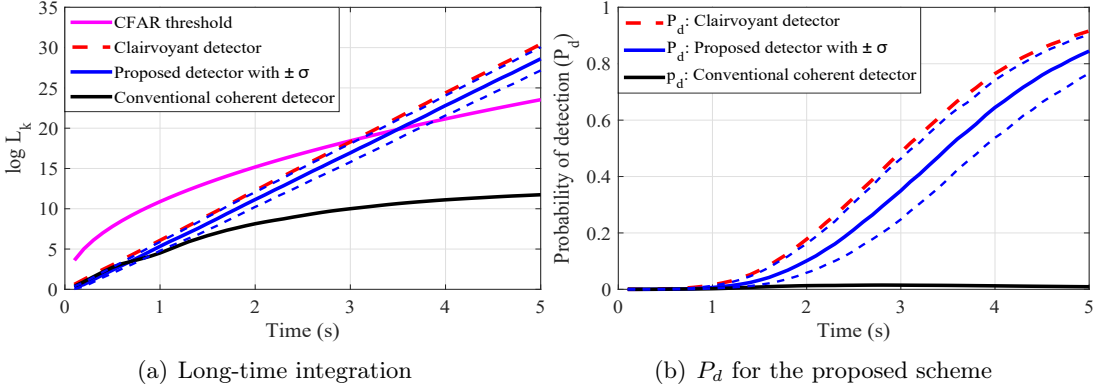 CFAR threshold
Clairvoyant detector
Proposed detector with ± σ
Conventional coherent detecor
35
30
25
20
15
10
5
0
0 1 2 3 4 5
log L_k
Time (s)
(a) Long-time integration
P_d: Clairvoyant detector
P_d: Proposed detector with ± σ
p_d: Conventional coherent detector
1
0.8
0.6
0.4
0.2
0
0 1 2 3 4 5
Probability of detection (P_d)
Time (s)
(b) P_d for the proposed scheme